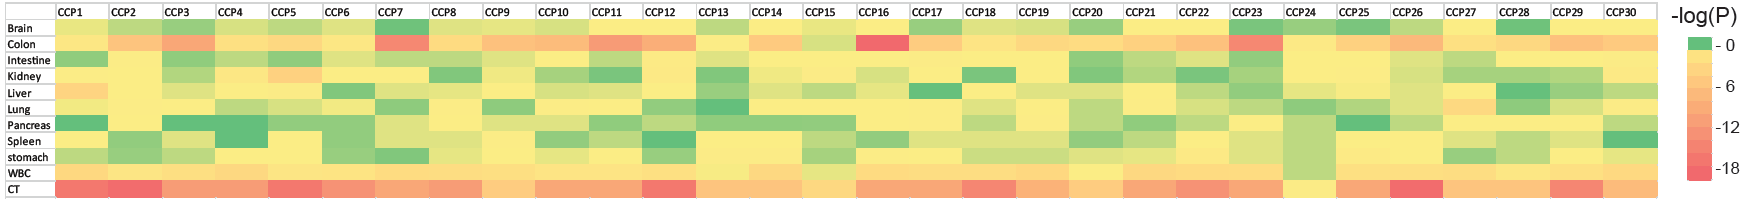 CCP1 CCP2 CCP3 CCP4 CCP5 CCP6 CCP7 CCP8 CCP9 CCP10 CCP11 CCP12 CCP13 CCP14 CCP15 CCP16 CCP17 CCP18 CCP19 CCP20 CCP21 CCP22 CCP23 CCP24 CCP25 CCP26 CCP27 CCP28 CCP29 CCP30
Brain
Colon
Intestine
Kidney
Liver
Lung
Pancreas
Spleen
stomach
WBC
CT
-log(P)
- 0
- 6
-12
-18